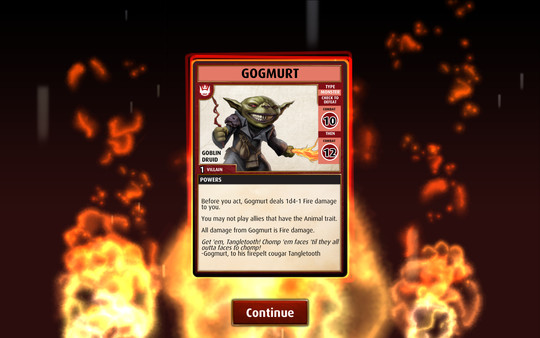 GOGMURT
TYPE
MONSTER
CHECK TO
DEFEAT
COMBAT
10
THEN
COMBAT
12
GOBLIN
DRUID
1 VILLAIN
POWERS
Before you act, Gogmurt deals 1d4-1 Fire damage
to you.
You may not play allies that have the Animal trait.
All damage from Gogmurt is Fire damage.
Get 'em, Tangletooth! Chomp 'em faces 'til they all
outta faces to chomp!
-Gogmurt, to his firepelt cougar Tangletooth
Continue